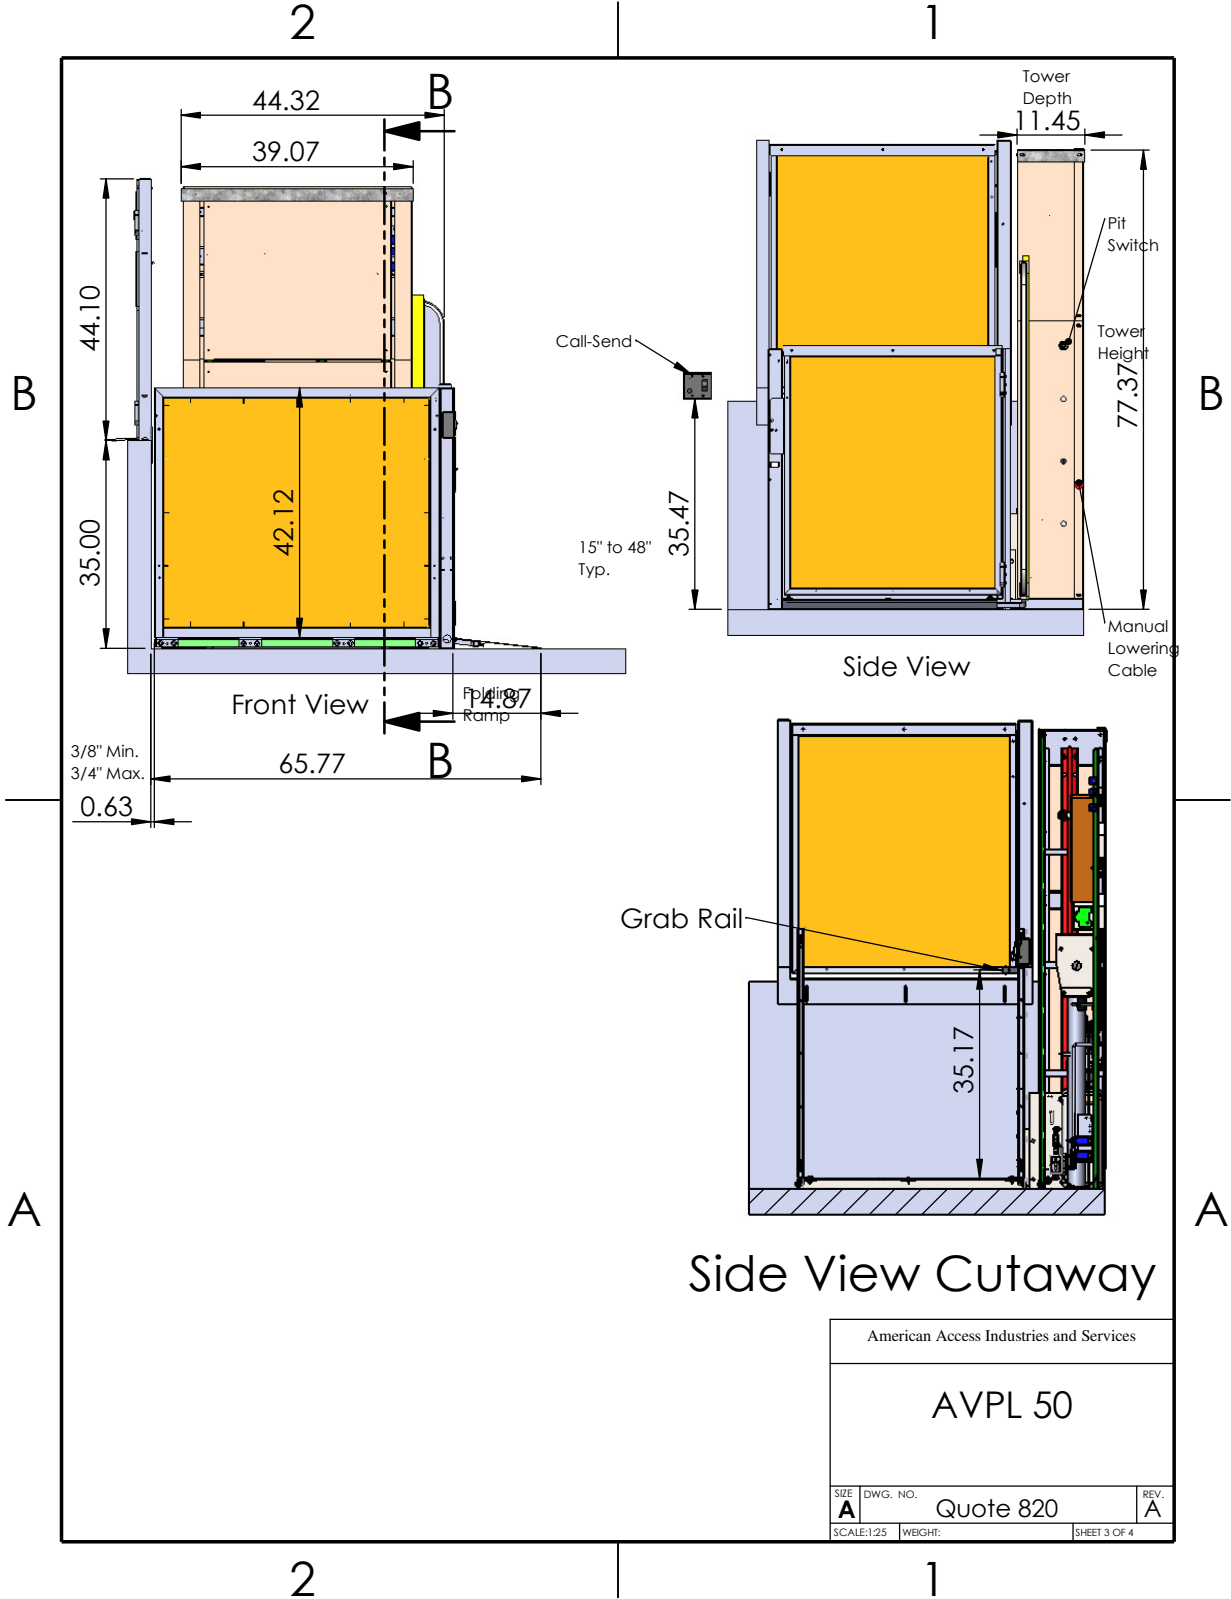 2
1
B
44.32
39.07
44.10
35.00
42.12
Front View
Folding
Ramp
14.87
B
65.77
3/8" Min.
3/4" Max.
0.63
Tower
Depth
11.45
Pit
Switch
Call-Send
Tower
Height
77.37
35.47
15" to 48"
Typ.
Manual
Lowering
Cable
Side View
B
B
Grab Rail
35.17
Side View Cutaway
A
A
American Access Industries and Services
AVPL 50
SIZE
A
DWG. NO.
Quote 820
REV.
A
SCALE:1:25
WEIGHT:
SHEET 3 OF 4
2
1